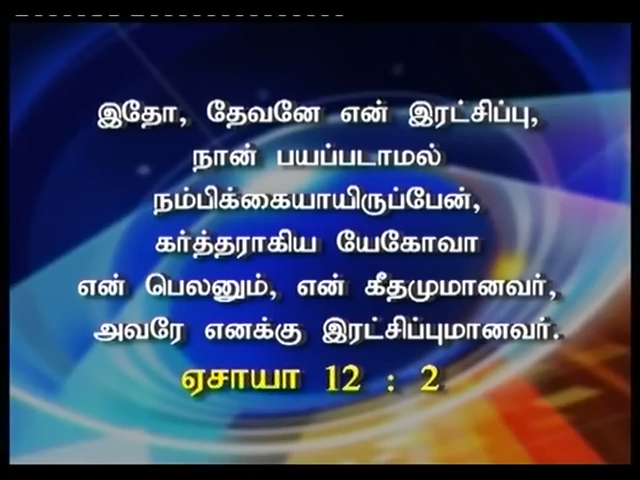 இதோ, தேவனே என் இரட்சிப்பு,
நான் பயப்படாமல்
நம்பிக்கையாயிருப்பேன்,
கர்த்தராகிய யேகோவா
என் பெலனும், என் கீதமுமானவர்,
அவரே எனக்கு இரட்சிப்புமானவர்.
ஏசாயா 12 : 2